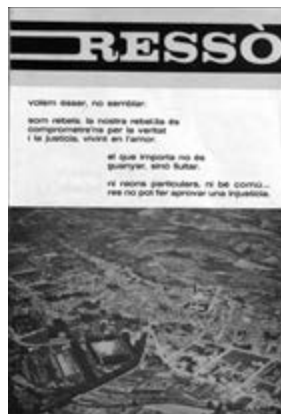 RESSÒ
volem ésser, no semblar.
som rebels. la nostra rebel·lia és
comprometre'ns per la veritat
i la justícia, vivint en l'amor.
el que importa no és
guanyar, sinó lluitar.
ni raons particulars, ni bé comú...
res no pot fer aprovar una injustícia.